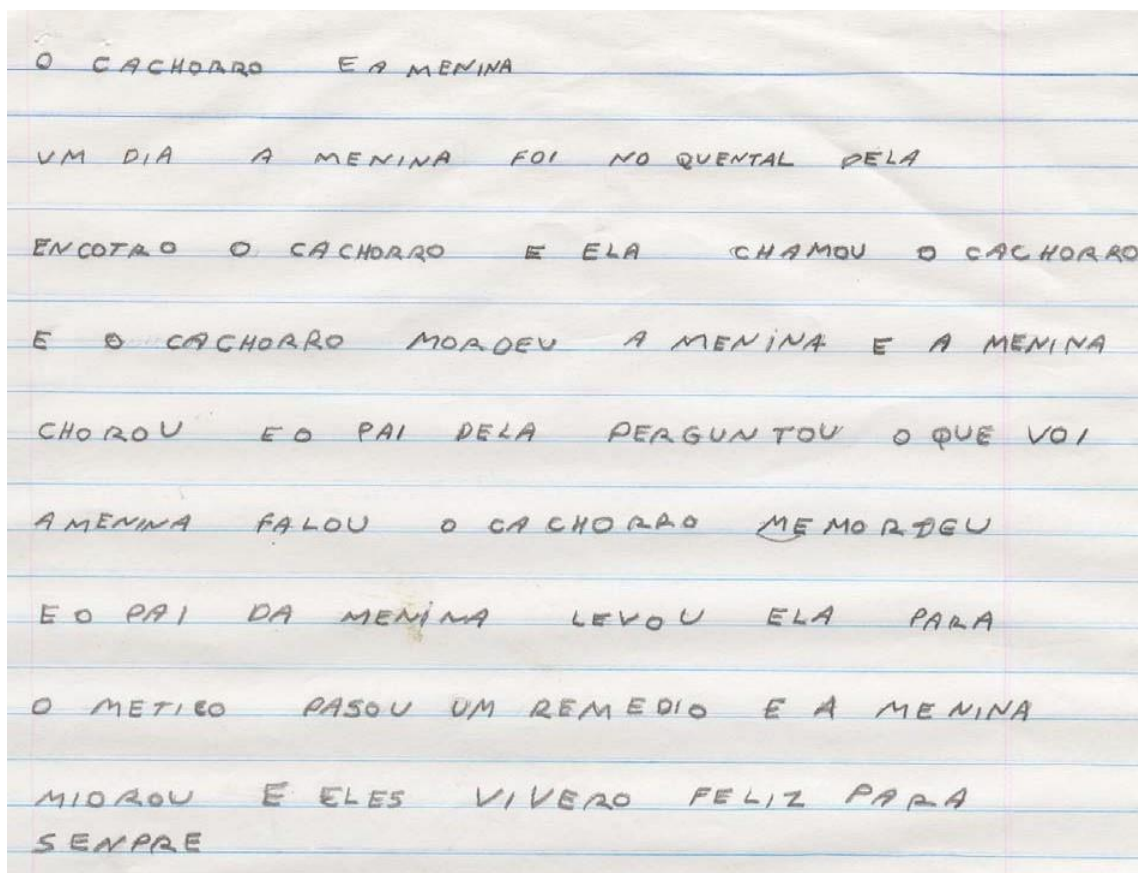 O CACHORRO E A MENINA
UM DIA A MENINA FOI NO QUENTAL DELA
ENCOTRO O CACHORRO E ELA CHAMOU O CACHORRO
E O CACHORRO MORDEU A MENINA E A MENINA
CHOROU E O PAI DELA PERGUNTOU O QUE VOI
A MENINA FALOU O CACHORRO MEMORDEU
E O PAI DA MENINA LEVOU ELA PARA
O METICO PASOU UM REMEDIO E A MENINA
MIOROU E ELES VIVERO FELIZ PARA
SENPRE